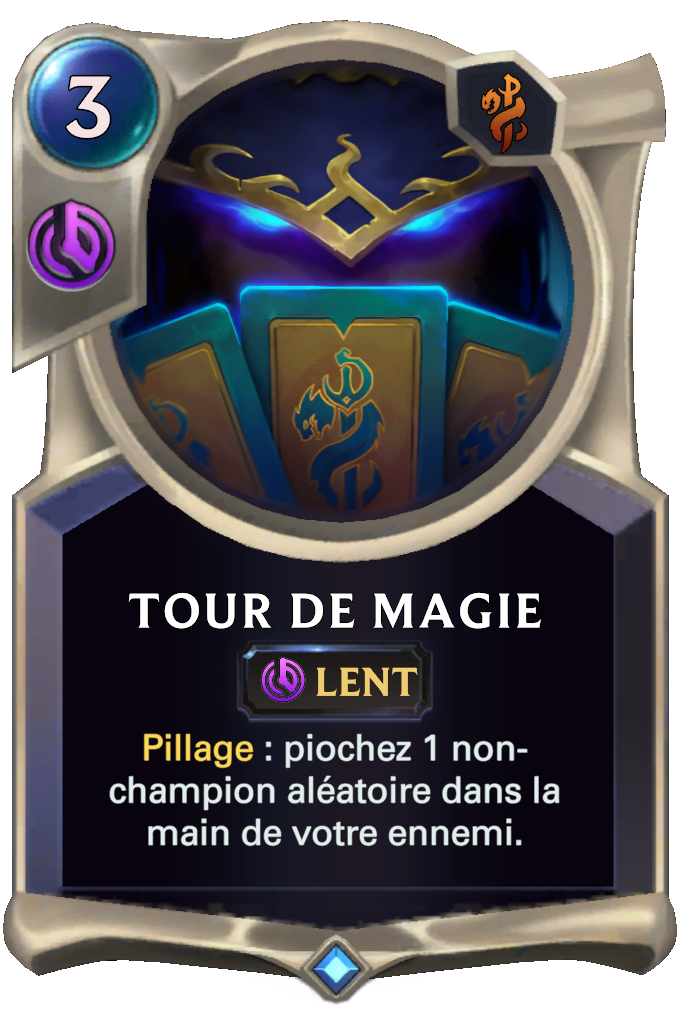 3
TOUR DE MAGIE
LENT
Pillage : piochez 1 non-
champion aléatoire dans la
main de votre ennemi.